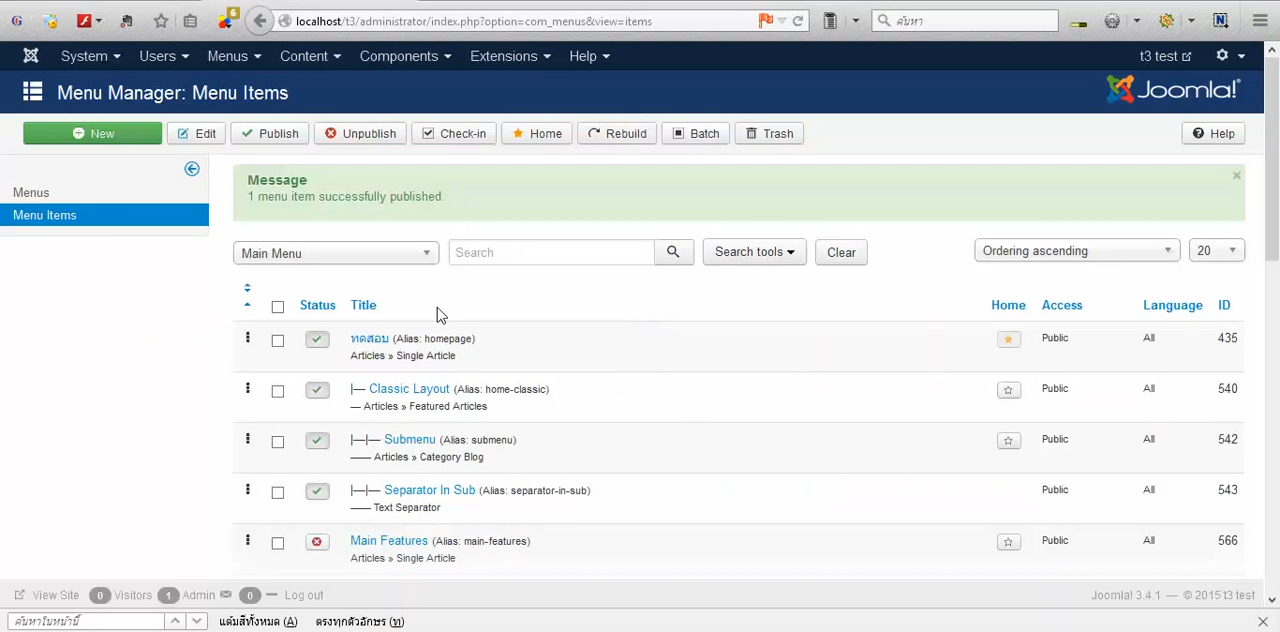 6
localhost/t3/administrator/index.php?option=com_menus&view=items
ค้นหา
System Users Menus Content Components Extensions Help t3 test
Menu Manager: Menu Items Joomla!®
New Edit Publish Unpublish Check-in Home Rebuild Batch Trash Help
Menus
Menu Items
Message
1 menu item successfully published.
Main Menu Search Search tools Clear Ordering ascending 20
Status Title Home Access Language ID
ทดสอบ (Alias: homepage) Public All 435
Articles » Single Article
|— Classic Layout (Alias: home-classic) Public All 540
— Articles » Featured Articles
|—|— Submenu (Alias: submenu) Public All 542
—— Articles » Category Blog
|—|— Separator In Sub (Alias: separator-in-sub) Public All 543
—— Text Separator
Main Features (Alias: main-features) Public All 566
Articles » Single Article
View Site 0 Visitors 1 Admin 0 Log out Joomla! 3.4.1 — © 2015 t3 test
ค้นหาในหน้านี้ แต้มสีทั้งหมด (A) ตรงทุกตัวอักษร (ท)